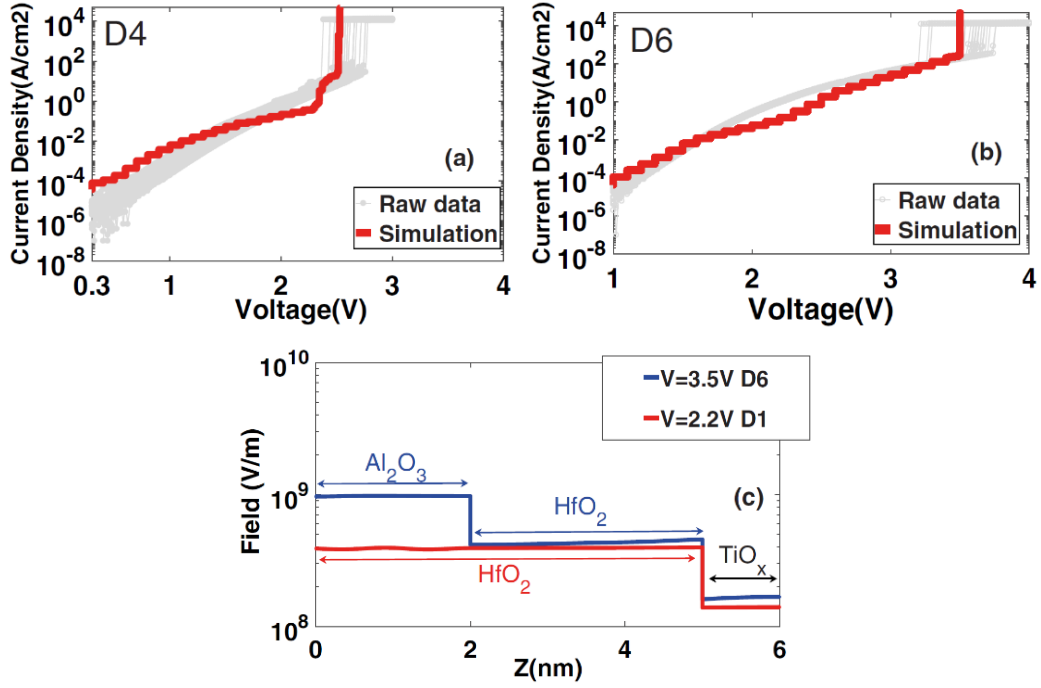 D4
Current Density(A/cm2)
10^4
10^2
10^0
10^-2
10^-4
10^-6
10^-8
(a)
Raw data
Simulation
0.3 1 2 3 4
Voltage(V)
D6
Current Density(A/cm2)
10^4
10^2
10^0
10^-2
10^-4
10^-6
10^-8
(b)
Raw data
Simulation
1 2 3 4
Voltage(V)
Field (V/m)
10^10
10^9
10^8
V=3.5V D6
V=2.2V D1
Al2O3
(c)
HfO2
TiOx
HfO2
0 2 4 6
Z(nm)